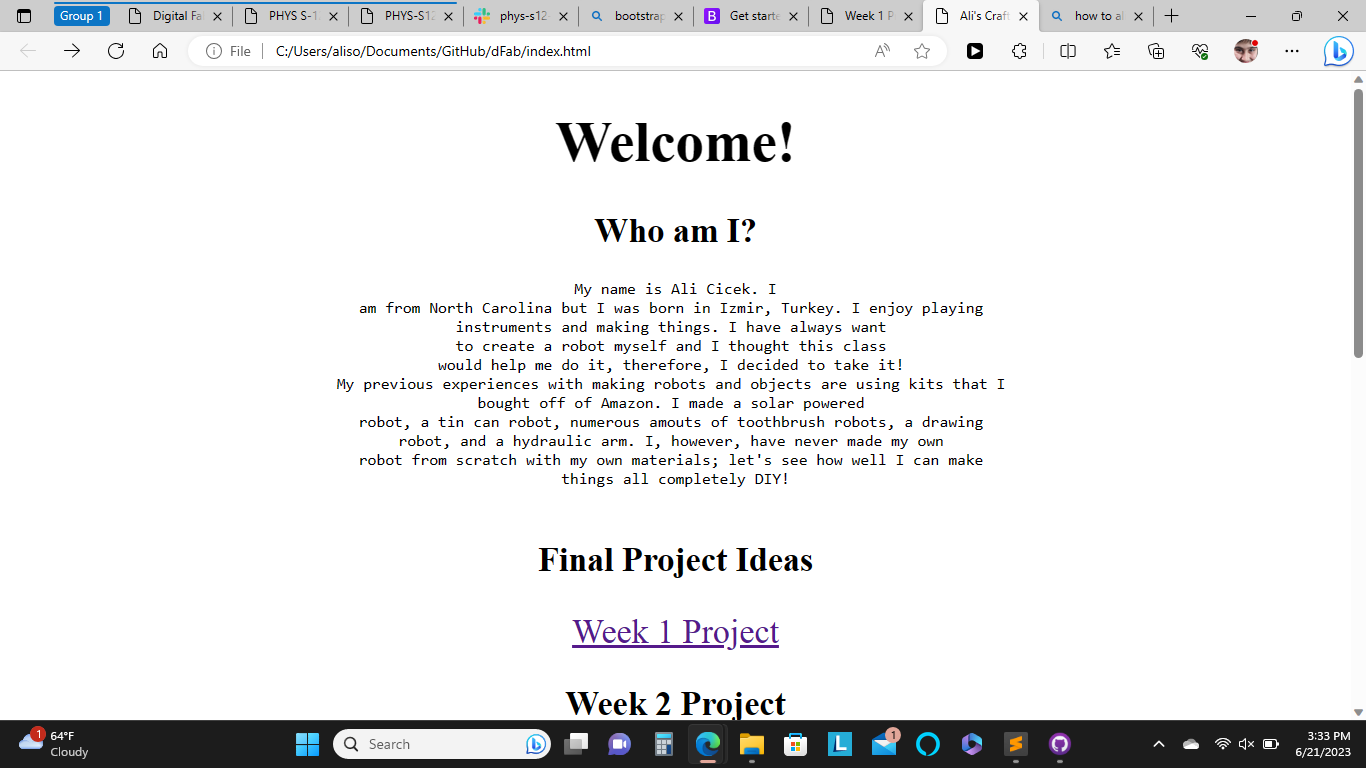 Group 1
Digital Fa
PHYS S-1
PHYS-S12
phys-s12
bootstrap
Get starte
Week 1 P
Ali's Craft
how to al
File
C:/Users/aliso/Documents/GitHub/dFab/index.html
Welcome!
Who am I?
My name is Ali Cicek. I
am from North Carolina but I was born in Izmir, Turkey. I enjoy playing
instruments and making things. I have always want
to create a robot myself and I thought this class
would help me do it, therefore, I decided to take it!
My previous experiences with making robots and objects are using kits that I
bought off of Amazon. I made a solar powered
robot, a tin can robot, numerous amouts of toothbrush robots, a drawing
robot, and a hydraulic arm. I, however, have never made my own
robot from scratch with my own materials; let's see how well I can make
things all completely DIY!
Final Project Ideas
Week 1 Project
Week 2 Project
1
64°F
Cloudy
Search
L
1
3:33 PM
6/21/2023